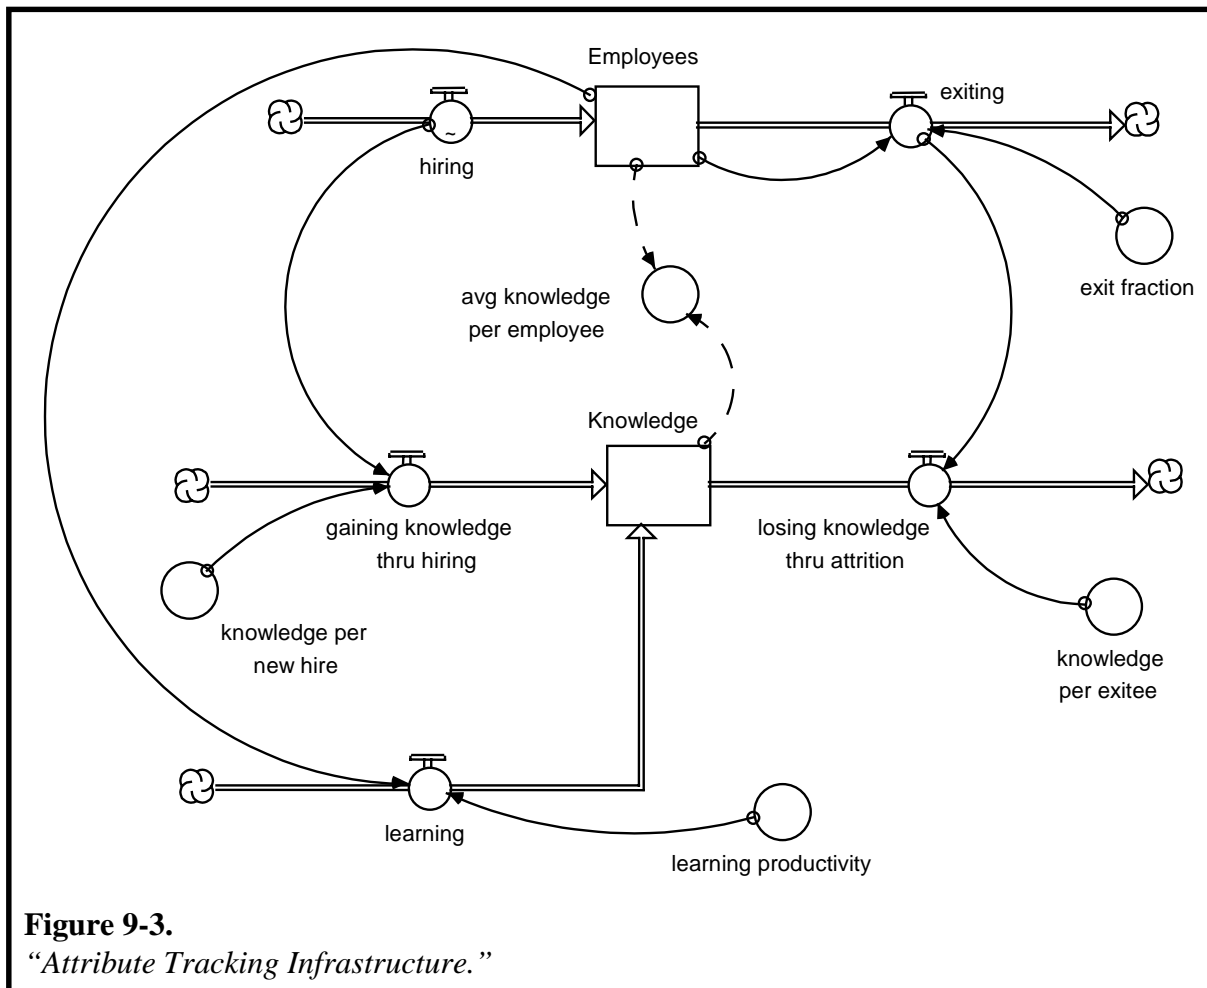 Employees
exiting
~
hiring
exit fraction
avg knowledge
per employee
Knowledge
gaining knowledge
thru hiring
losing knowledge
thru attrition
knowledge per
new hire
knowledge
per exitee
learning
learning productivity
Figure 9-3.
“Attribute Tracking Infrastructure.”